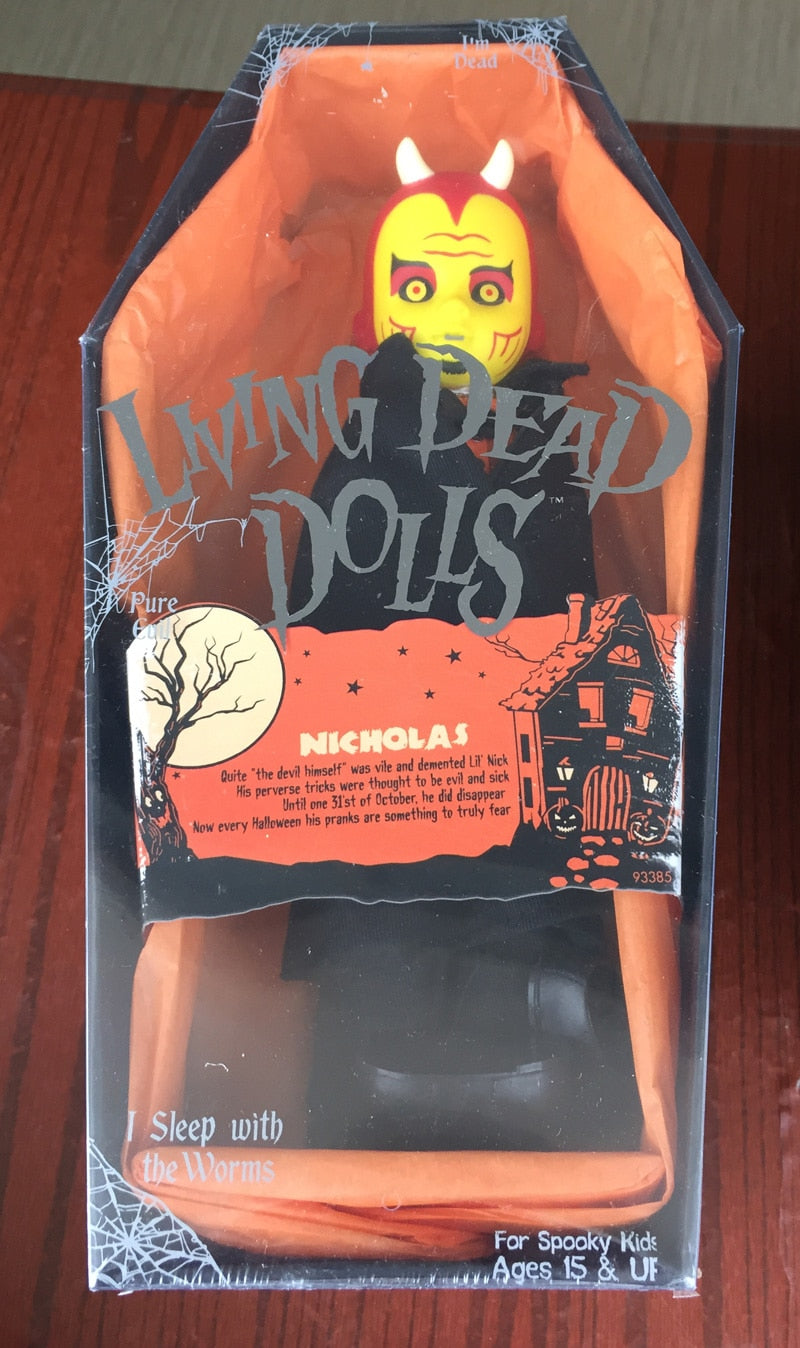 I'm
Dead
LIVING DEAD
DOLLS™
Pure
Evil
NICHOLAS
Quite "the devil himself" was vile and demented Lil' Nick
His perverse tricks were thought to be evil and sick
Until one 31'st of October, he did disappear
Now every Halloween his pranks are something to truly fear
93385
I Sleep with
the Worms
For Spooky Kids
Ages 15 & UP